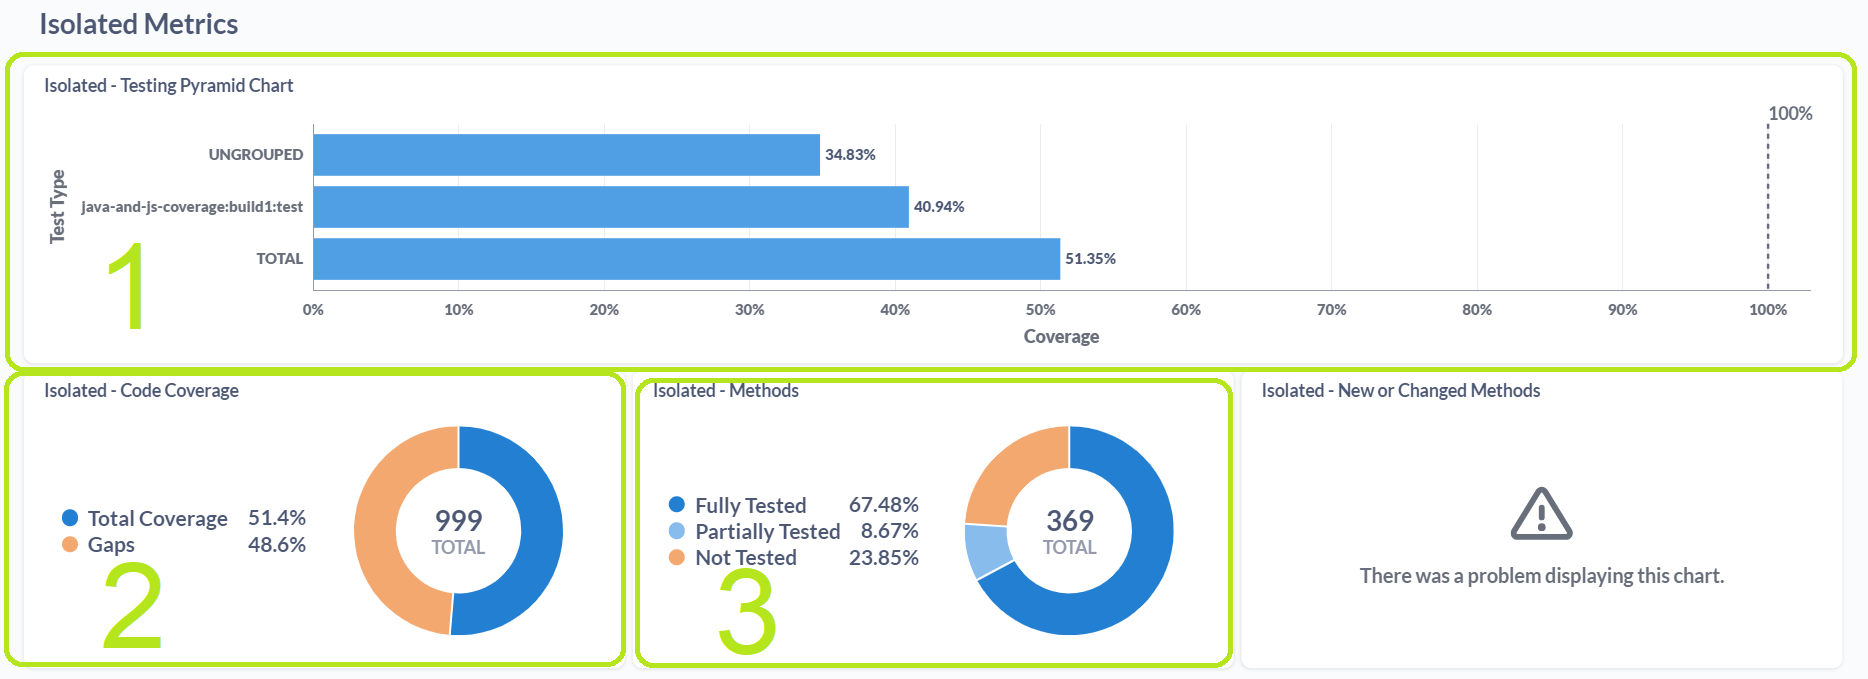 Isolated Metrics
Isolated - Testing Pyramid Chart
100%
Test Type
UNGROUPED
34.83%
java-and-js-coverage:build1:test
40.94%
TOTAL
51.35%
0%
10%
20%
30%
40%
50%
60%
70%
80%
90%
100%
Coverage
1
Isolated - Code Coverage
Total Coverage 51.4%
Gaps 48.6%
999
TOTAL
2
Isolated - Methods
Fully Tested 67.48%
Partially Tested 8.67%
Not Tested 23.85%
369
TOTAL
3
Isolated - New or Changed Methods
There was a problem displaying this chart.